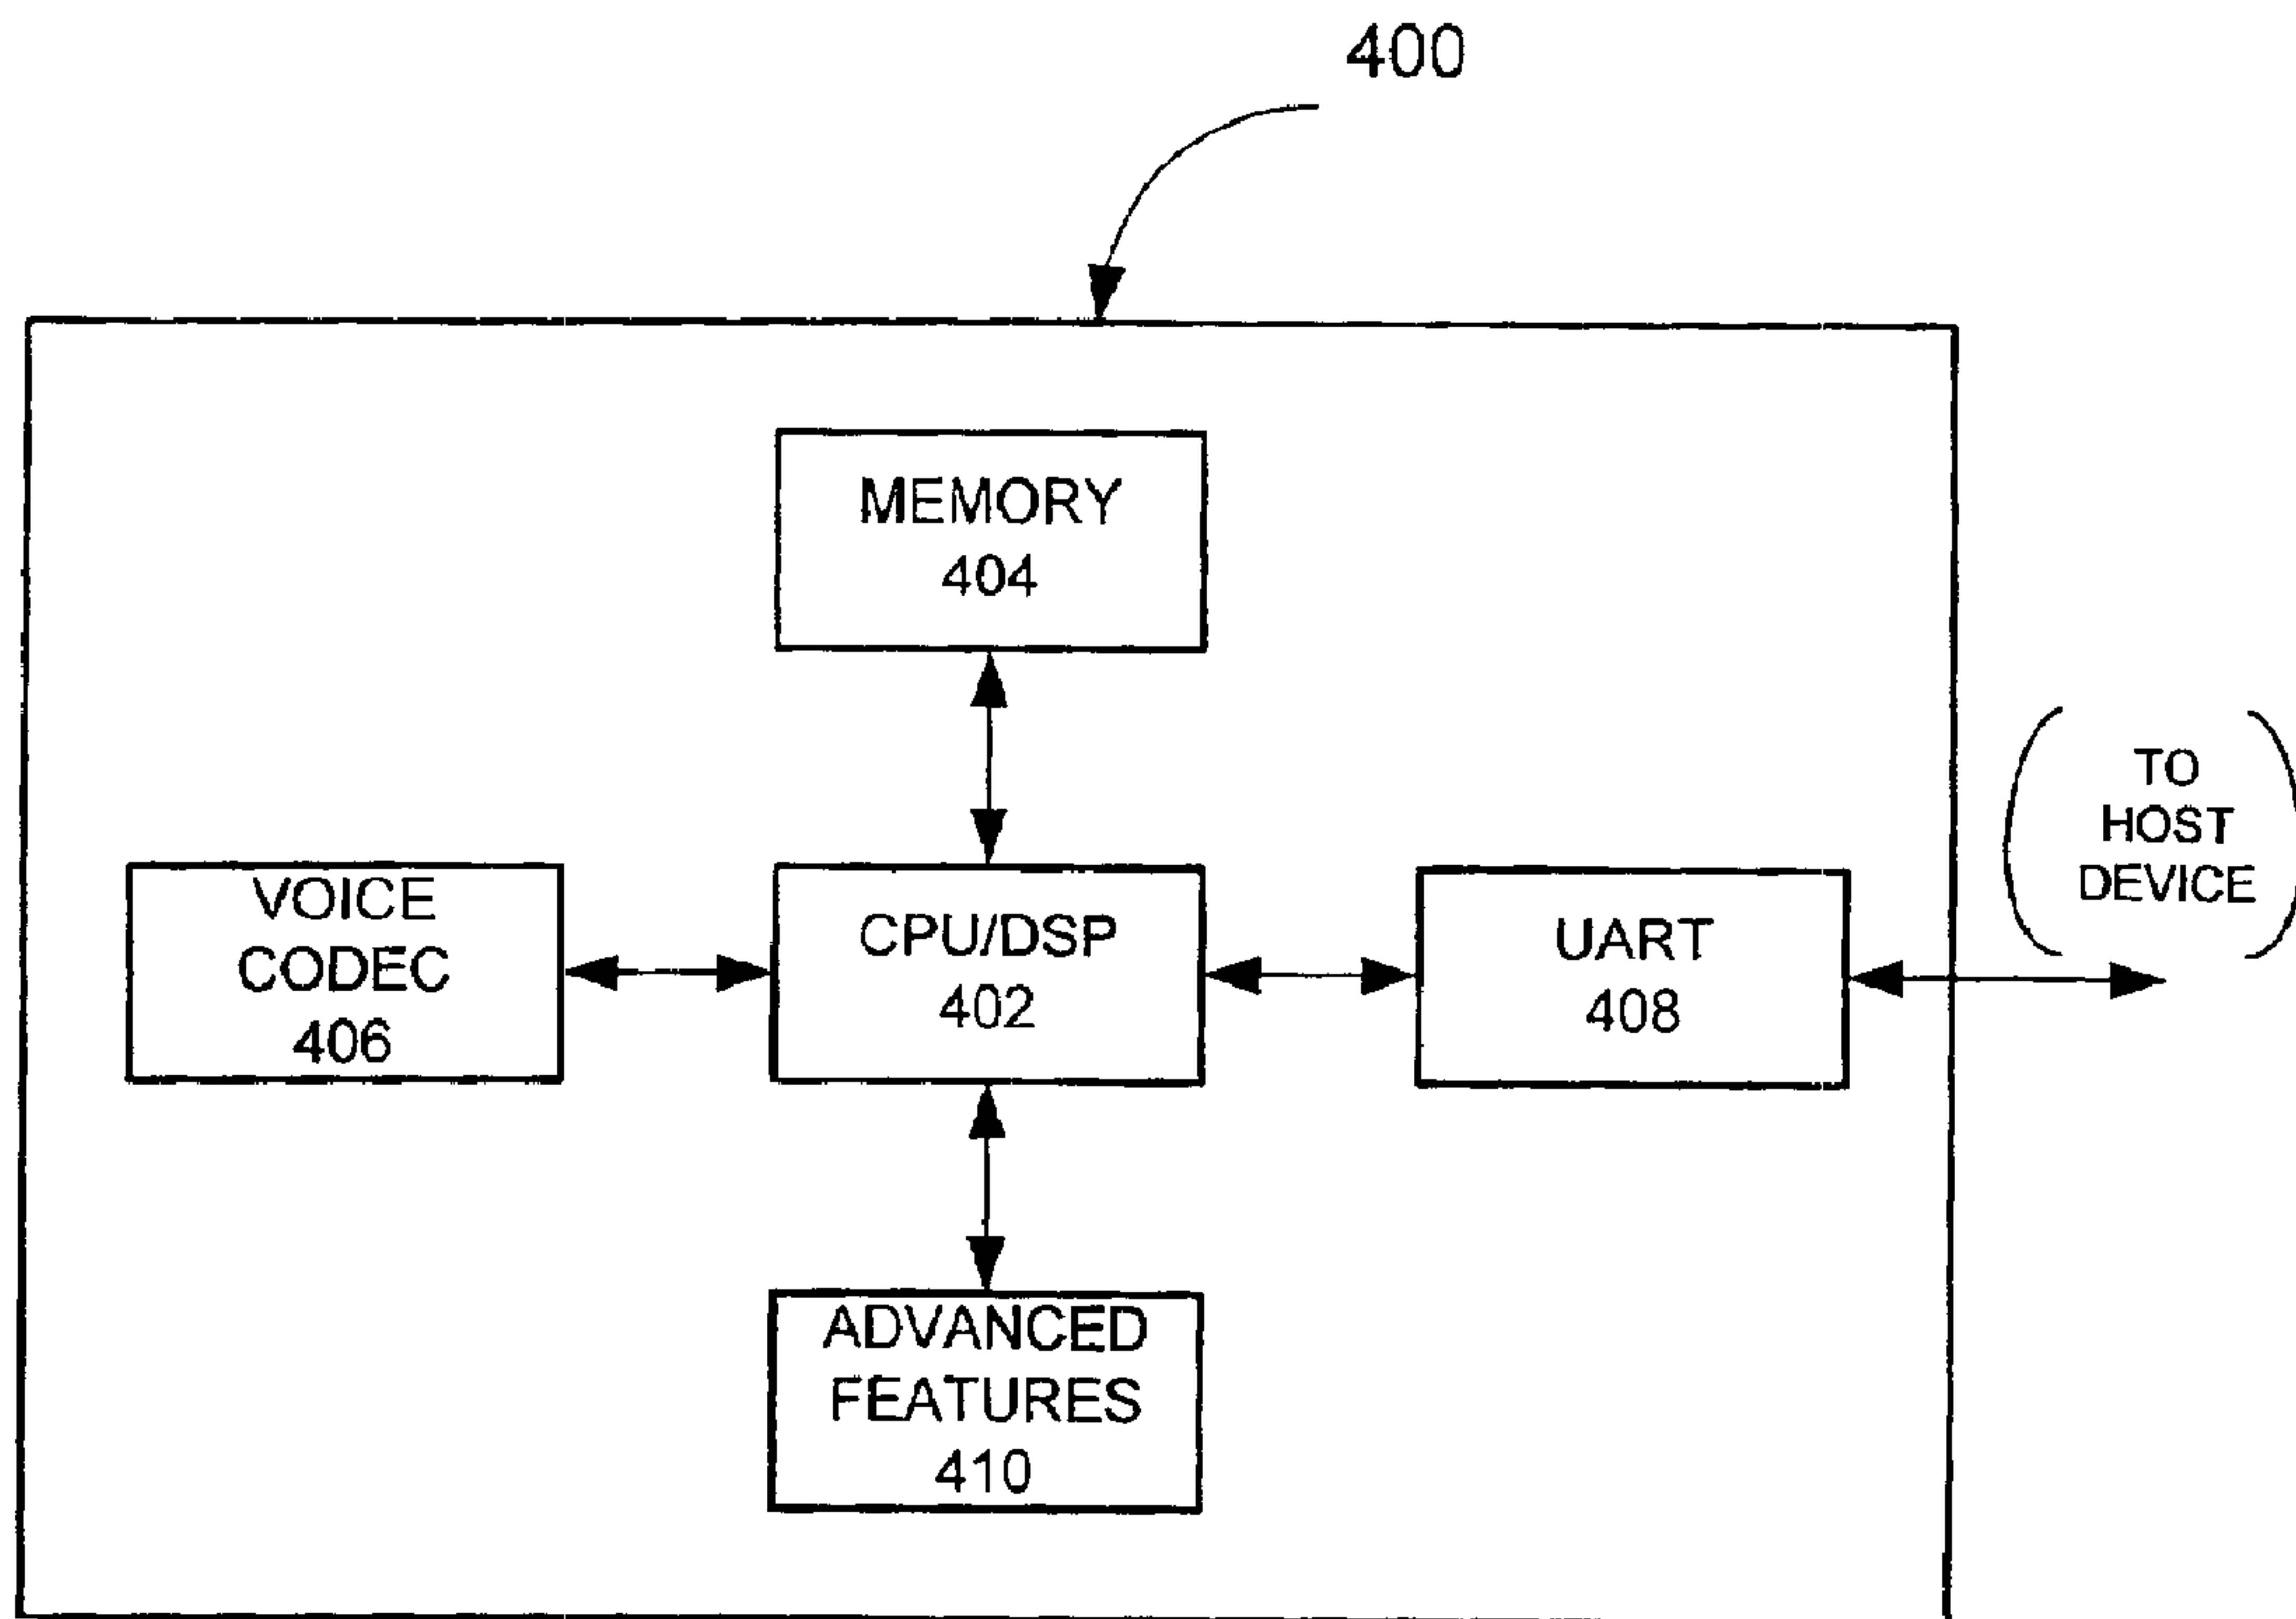 400
MEMORY
404
TO
HOST
DEVICE
VOICE
CODEC
406
CPU/DSP
402
UART
408
ADVANCED
FEATURES
410